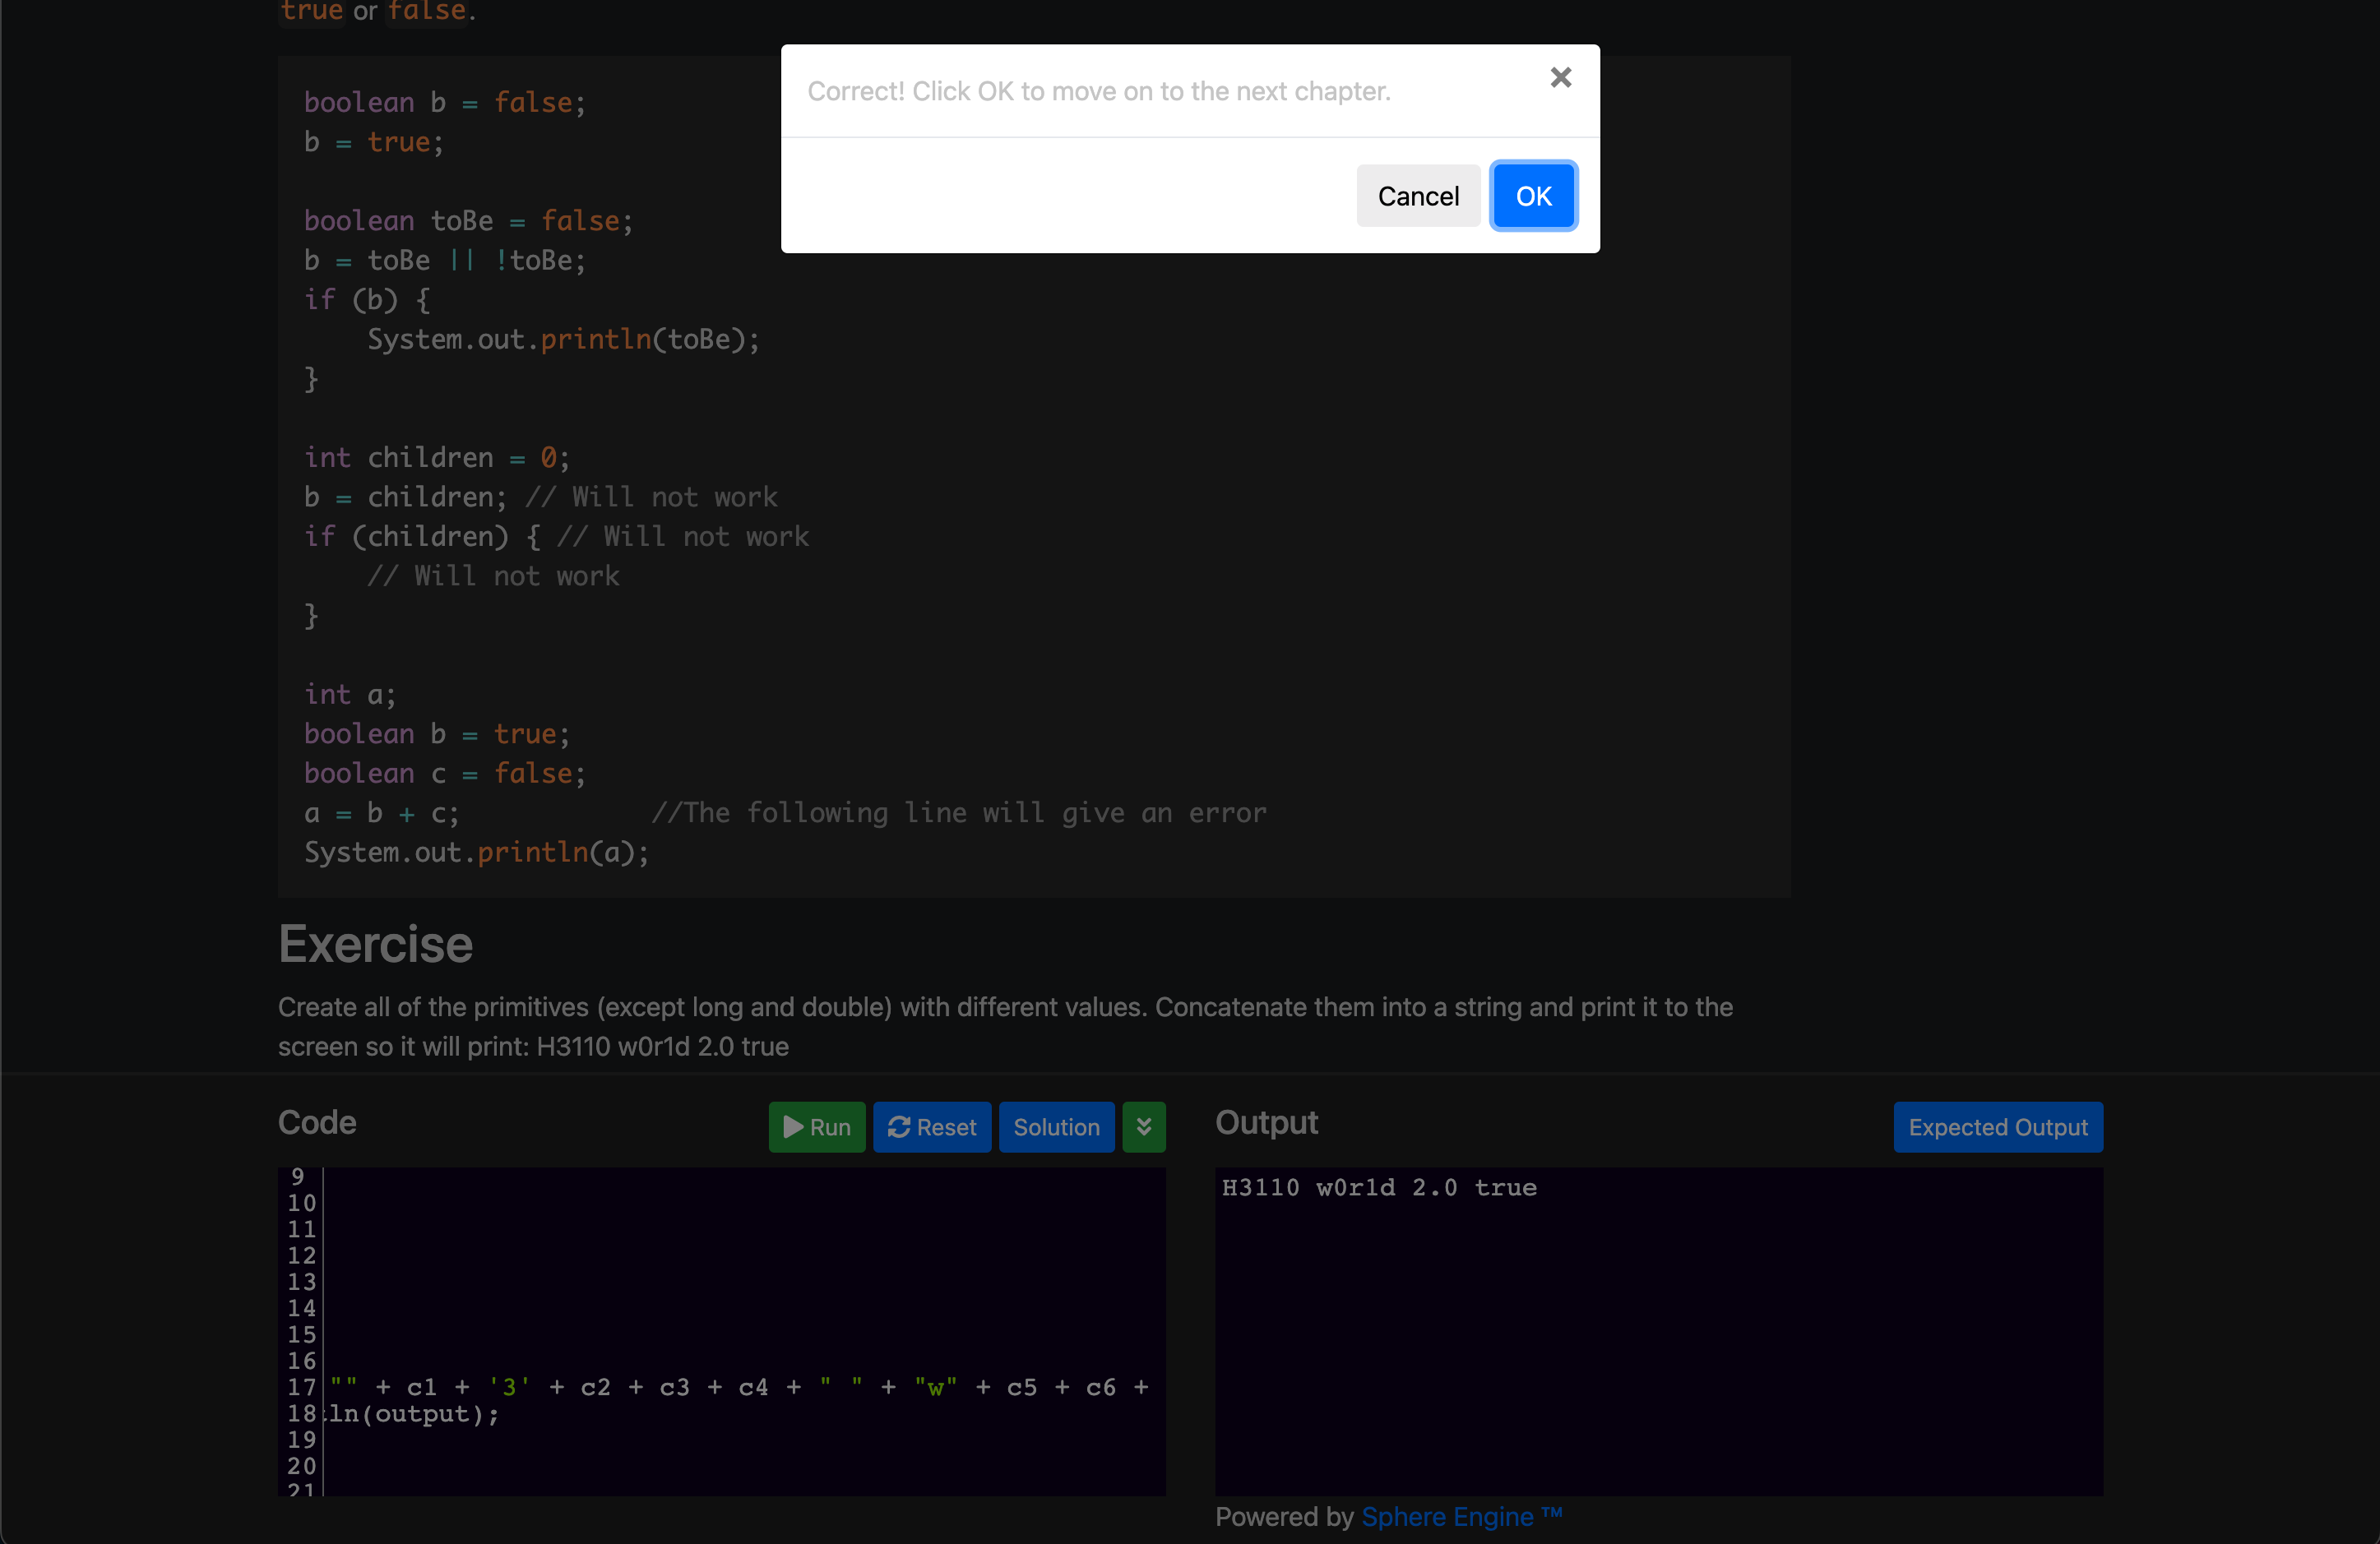 true or false.
Correct! Click OK to move on to the next chapter.
Cancel
OK
boolean b = false;
b = true;
boolean toBe = false;
b = toBe || !toBe;
if (b) {
    System.out.println(toBe);
}
int children = 0;
b = children; // Will not work
if (children) { // Will not work
    // Will not work
}
int a;
boolean b = true;
boolean c = false;
a = b + c;            //The following line will give an error
System.out.println(a);
Exercise
Create all of the primitives (except long and double) with different values. Concatenate them into a string and print it to the
screen so it will print: H3110 w0r1d 2.0 true
Code
Run
Reset
Solution
9
10
11
12
13
14
15
16
17 "" + c1 + '3' + c2 + c3 + c4 + " " + "w" + c5 + c6 +
18 ln(output);
19
20
21
Output
Expected Output
H3110 w0r1d 2.0 true
Powered by Sphere Engine ™